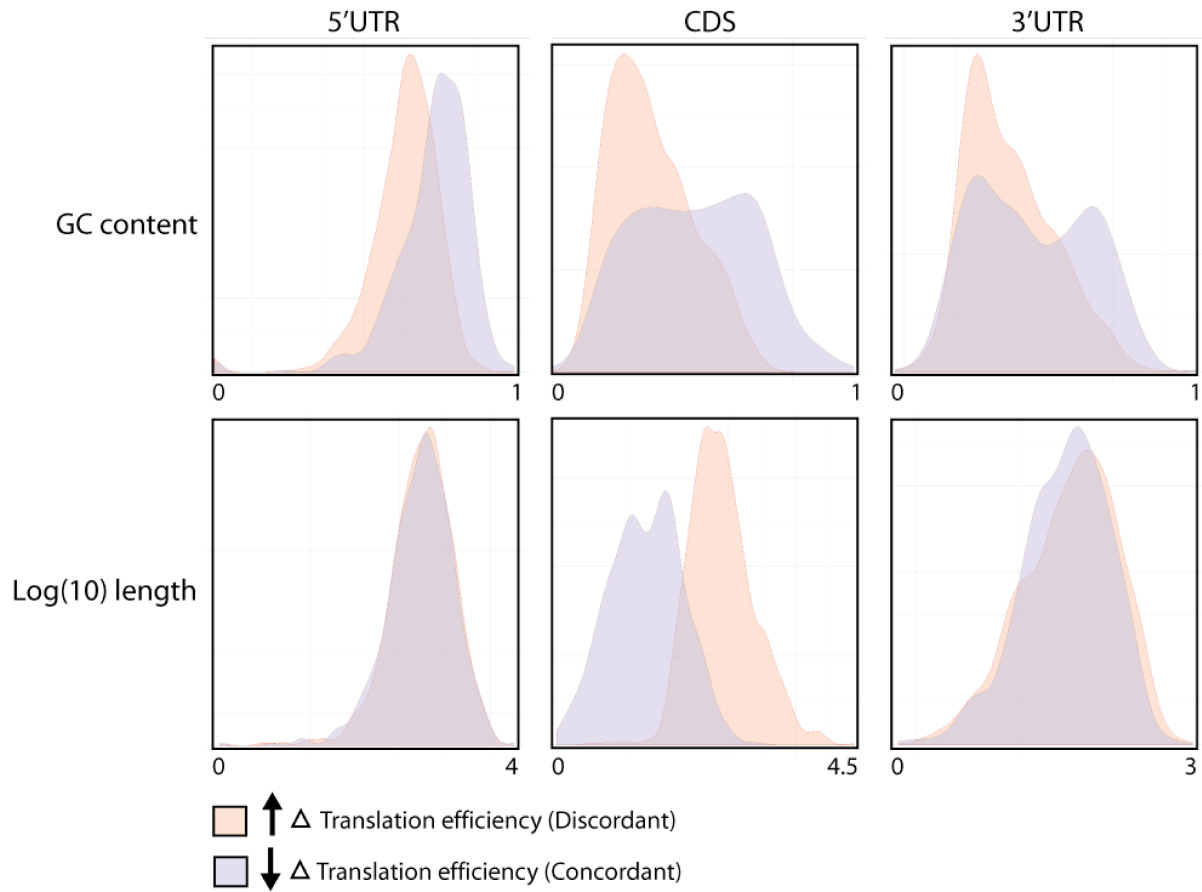 5'UTR CDS 3'UTR
GC content
0 1 0 1 0 1
Log(10) length
0 4 0 4.5 0 3
↑ Δ Translation efficiency (Discordant)
↓ Δ Translation efficiency (Concordant)